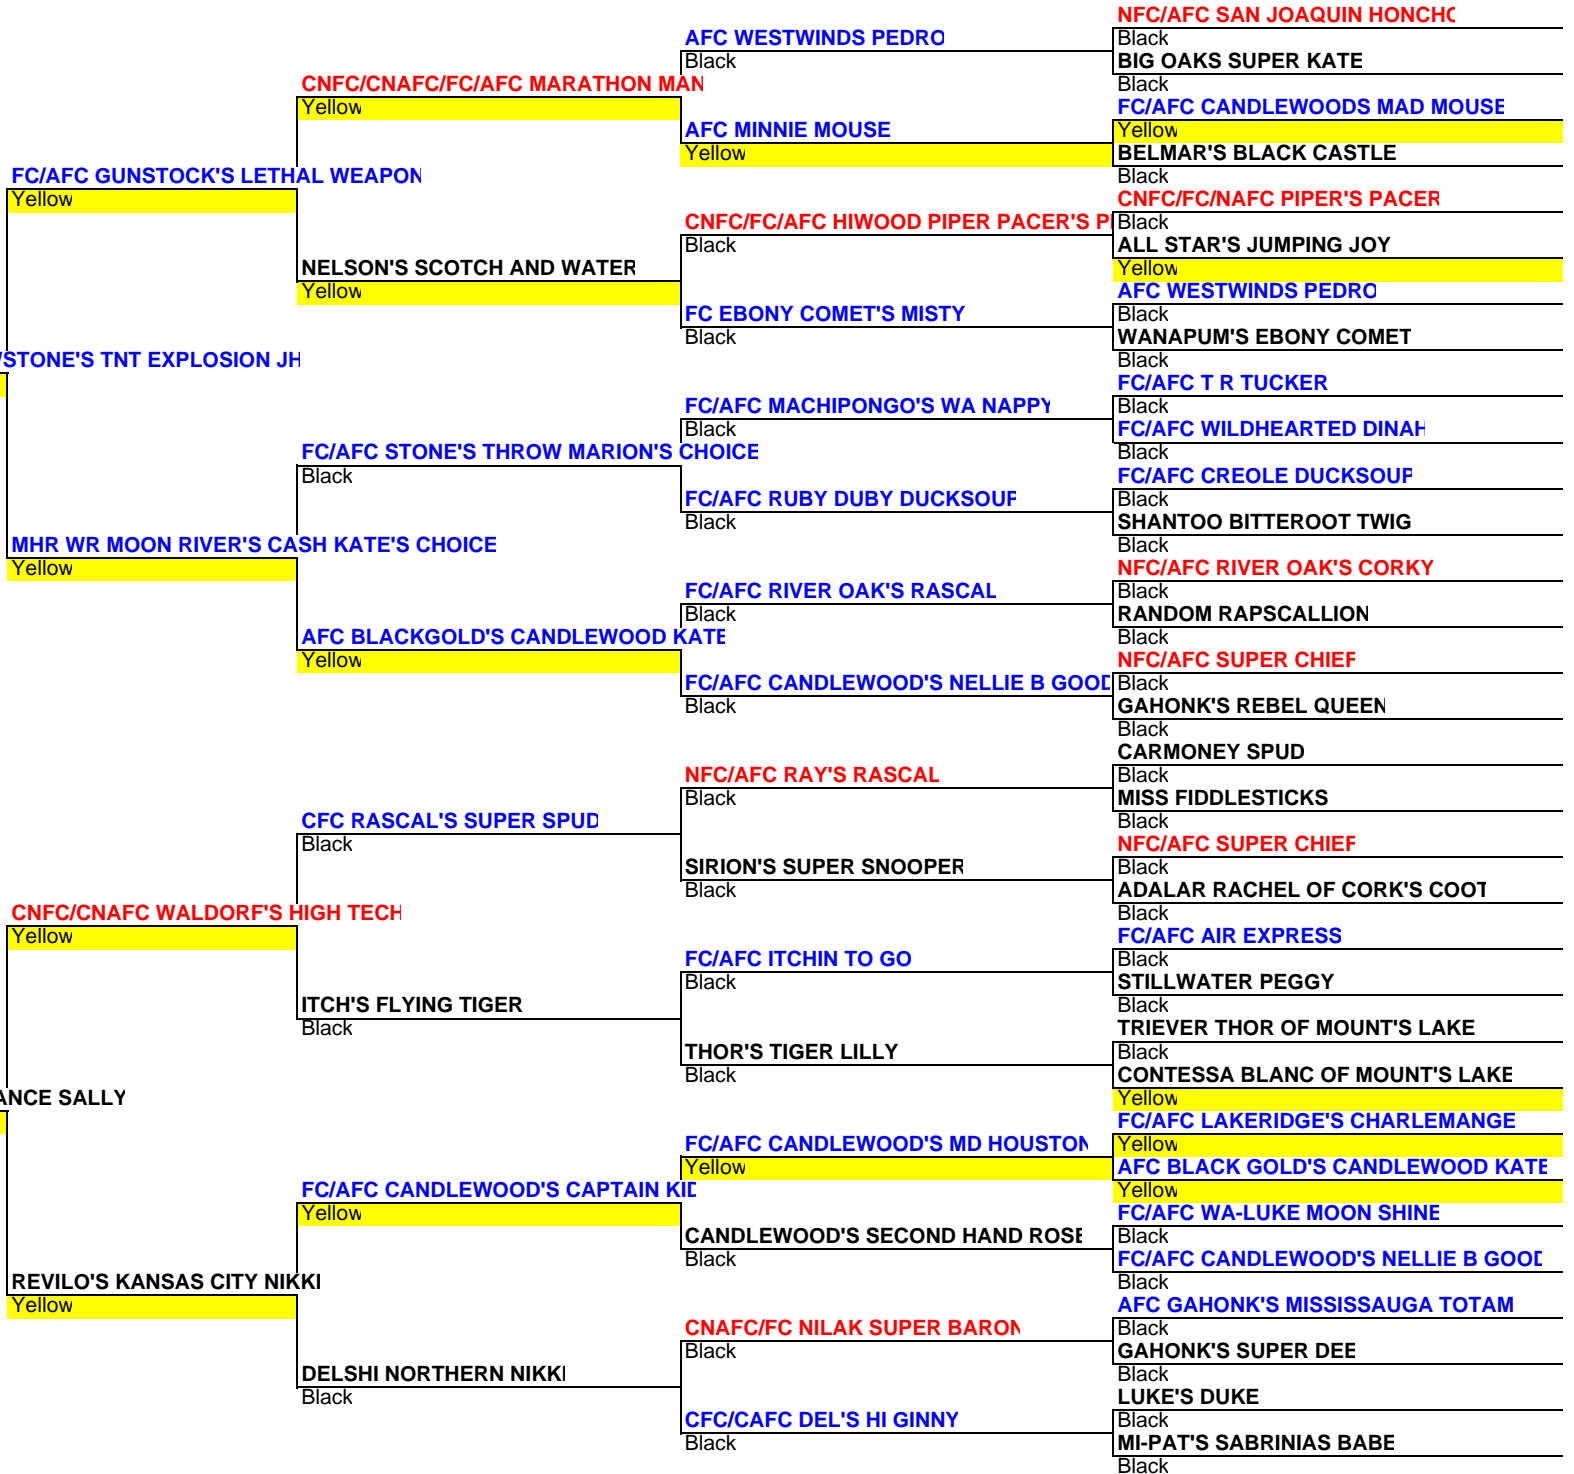 NFC/AFC SAN JOAQUIN HONCHO
AFC WESTWINDS PEDRO
Black
Black
BIG OAKS SUPER KATE
CNFC/CNAFC/FC/AFC MARATHON MAN
Black
Yellow
FC/AFC CANDLEWOODS MAD MOUSE
AFC MINNIE MOUSE
Yellow
Yellow
BELMAR'S BLACK CASTLE
FC/AFC GUNSTOCK'S LETHAL WEAPON
Black
Yellow
CNFC/FC/NAFC PIPER'S PACER
CNFC/FC/AFC HIWOOD PIPER PACER'S P
Black
Black
ALL STAR'S JUMPING JOY
NELSON'S SCOTCH AND WATER
Yellow
Yellow
AFC WESTWINDS PEDRO
FC EBONY COMET'S MISTY
Black
Black
WANAPUM'S EBONY COMET
STONE'S TNT EXPLOSION JH
Black
FC/AFC T R TUCKER
FC/AFC MACHIPONGO'S WA NAPPY
Black
Black
FC/AFC WILDHEARTED DINAH
FC/AFC STONE'S THROW MARION'S CHOICE
Black
Black
FC/AFC CREOLE DUCKSOUP
FC/AFC RUBY DUBY DUCKSOUP
Black
Black
SHANTOO BITTEROOT TWIG
MHR WR MOON RIVER'S CASH KATE'S CHOICE
Black
Yellow
NFC/AFC RIVER OAK'S CORKY
FC/AFC RIVER OAK'S RASCAL
Black
Black
RANDOM RAPSCALLION
AFC BLACKGOLD'S CANDLEWOOD KATE
Black
Yellow
NFC/AFC SUPER CHIEF
FC/AFC CANDLEWOOD'S NELLIE B GOOD
Black
Black
GAHONK'S REBEL QUEEN
Black
CARMONEY SPUD
NFC/AFC RAY'S RASCAL
Black
Black
MISS FIDDLESTICKS
CFC RASCAL'S SUPER SPUD
Black
Black
NFC/AFC SUPER CHIEF
SIRION'S SUPER SNOOPER
Black
Black
ADALAR RACHEL OF CORK'S COOT
CNFC/CNAFC WALDORF'S HIGH TECH
Black
Yellow
FC/AFC AIR EXPRESS
FC/AFC ITCHIN TO GO
Black
Black
STILLWATER PEGGY
ITCH'S FLYING TIGER
Black
Black
TRIEVER THOR OF MOUNT'S LAKE
THOR'S TIGER LILLY
Black
Black
CONTESSA BLANC OF MOUNT'S LAKE
ANCE SALLY
Yellow
FC/AFC LAKERIDGE'S CHARLEMANGE
FC/AFC CANDLEWOOD'S MD HOUSTON
Yellow
Yellow
AFC BLACK GOLD'S CANDLEWOOD KATE
FC/AFC CANDLEWOOD'S CAPTAIN KID
Yellow
Yellow
FC/AFC WA-LUKE MOON SHINE
CANDLEWOOD'S SECOND HAND ROSE
Black
Black
FC/AFC CANDLEWOOD'S NELLIE B GOOD
REVILO'S KANSAS CITY NIKKI
Black
Yellow
AFC GAHONK'S MISSISSAUGA TOTAM
CNAFC/FC NILAK SUPER BARON
Black
Black
GAHONK'S SUPER DEE
DELSHI NORTHERN NIKKI
Black
Black
LUKE'S DUKE
CFC/CAFC DEL'S HI GINNY
Black
Black
MI-PAT'S SABRINIAS BABE
Black